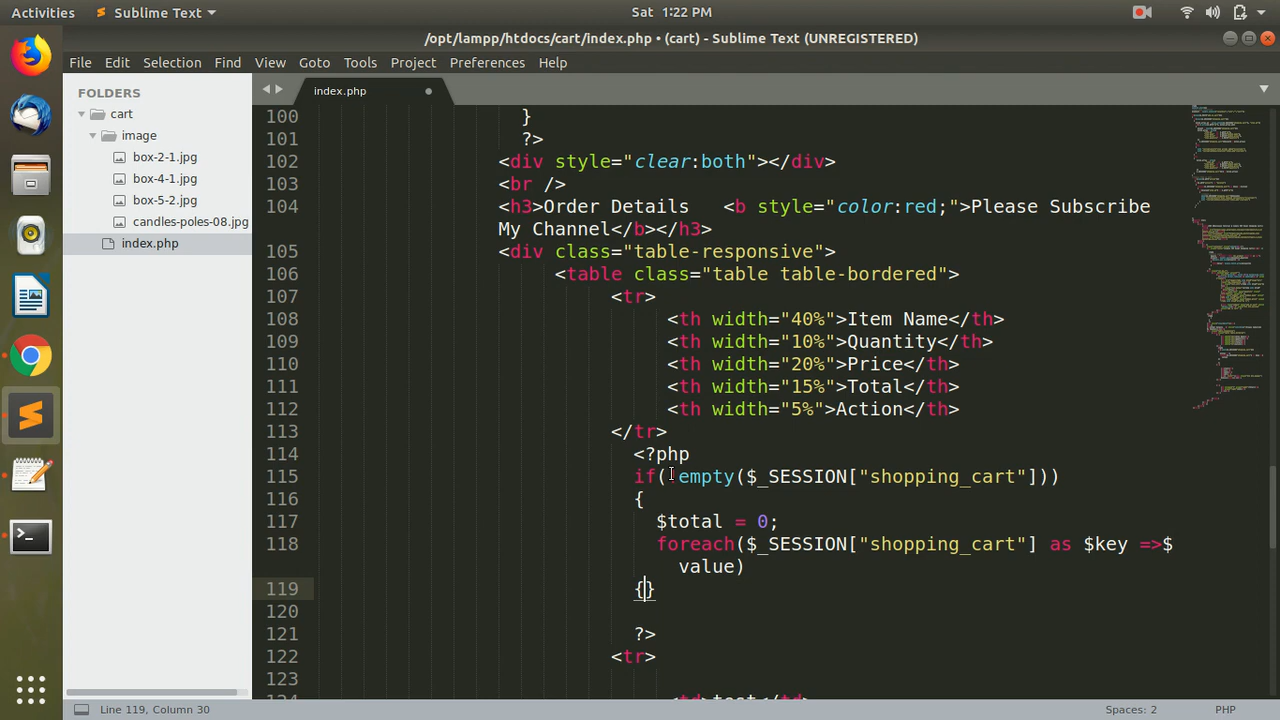 Activities Sublime Text Sat 1:22 PM
/opt/lampp/htdocs/cart/index.php • (cart) - Sublime Text (UNREGISTERED)
File Edit Selection Find View Goto Tools Project Preferences Help
FOLDERS
cart
image
box-2-1.jpg
box-4-1.jpg
box-5-2.jpg
candles-poles-08.jpg
index.php
index.php
100 }
101 ?>
102 <div style="clear:both"></div>
103 <br />
104 <h3>Order Details <b style="color:red;">Please Subscribe
My Channel</b></h3>
105 <div class="table-responsive">
106 <table class="table table-bordered">
107 <tr>
108 <th width="40%">Item Name</th>
109 <th width="10%">Quantity</th>
110 <th width="20%">Price</th>
111 <th width="15%">Total</th>
112 <th width="5%">Action</th>
113 </tr>
114 <?php
115 if( empty($_SESSION["shopping_cart"]))
116 {
117 $total = 0;
118 foreach($_SESSION["shopping_cart"] as $key =>$
value)
119 {}
120
121 ?>
122 <tr>
123
Line 119, Column 30 Spaces: 2 PHP